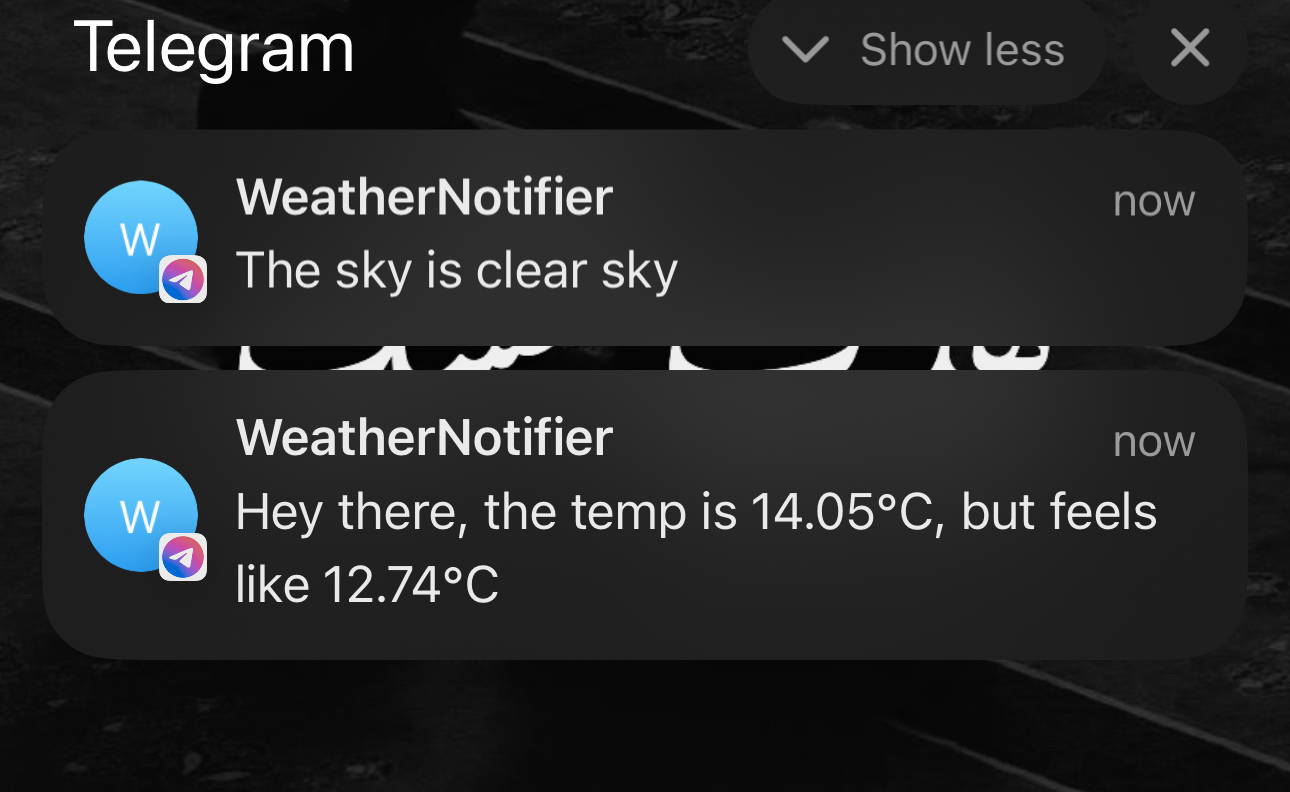 Telegram
Show less
W
WeatherNotifier
now
The sky is clear sky
W
WeatherNotifier
now
Hey there, the temp is 14.05°C, but feels
like 12.74°C